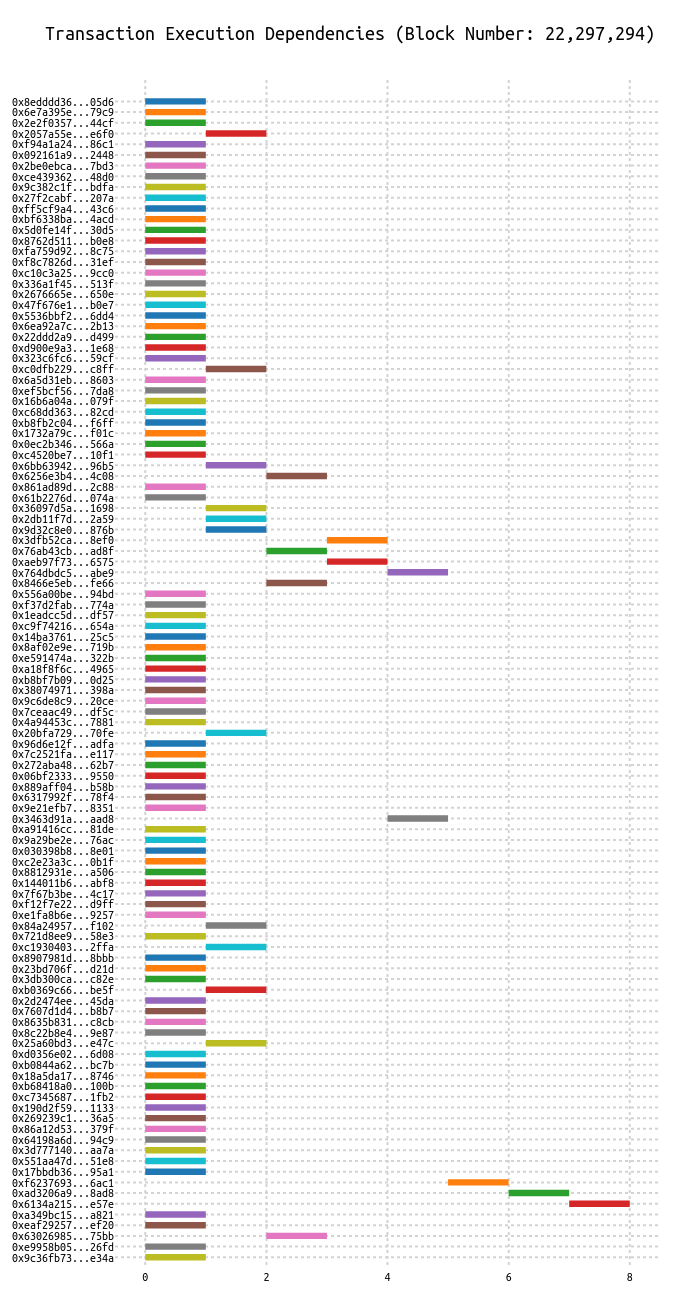 Transaction Execution Dependencies (Block Number: 22,297,294)
0x8edddd36...05d6
0x6e7a395e...79c9
0x2e2f0357...44cf
0x2057a55e...e6f0
0xf94a1a24...86c1
0x092161a9...2448
0x2be0ebca...7bd3
0xce439362...48d0
0x9c382c1f...bdfa
0x27f2cabf...207a
0xff5cf9a4...43c6
0xbf6338ba...4acd
0x5d0fe14f...30d5
0x8762d511...b0e8
0xfa759d92...8c75
0xf8c7826d...31ef
0xc10c3a25...9cc0
0x336a1f45...513f
0x2676665e...650e
0x47f676e1...b0e7
0x5536bbf2...6dd4
0x6ea92a7c...2b13
0x22ddd2a9...d499
0xd900e9a3...1e68
0x323c6fc6...59cf
0xc0dfb229...c8ff
0x6a5d31eb...8603
0xef5bcf56...7da8
0x16b6a04a...079f
0xc68dd363...82cd
0xb8fb2c04...f6ff
0x1732a79c...f01c
0x0ec2b346...566a
0xc4520be7...10f1
0x6bb63942...96b5
0x6256e3b4...4c08
0x861ad89d...2c88
0x61b2276d...074a
0x36097d5a...1698
0x2db11f7d...2a59
0x9d32c8e0...876b
0x3dfb52ca...8ef0
0x76ab43cb...ad8f
0xaeb97f73...6575
0x764dbdc5...abe9
0x8466e5eb...fe66
0x556a00be...94bd
0xf37d2fab...774a
0x1eadcc5d...df57
0xc9f74216...654a
0x14ba3761...25c5
0x8af02e9e...719b
0xe591474a...322b
0xa18f8f6c...4965
0xb8bf7b09...0d25
0x38074971...398a
0x9c6de8c9...20ce
0x7ceaac49...df5c
0x4a94453c...7881
0x20bfa729...70fe
0x96d6e12f...adfa
0x7c2521fa...e117
0x272aba48...62b7
0x06bf2333...9550
0x889aff04...b58b
0x6317992f...78f4
0x9e21efb7...8351
0x3463d91a...aad8
0xa91416cc...81de
0x9a29be2e...76ac
0x030398b8...8e01
0xc2e23a3c...0b1f
0x8812931e...a506
0x144011b6...abf8
0x7f67b3be...4c17
0xf12f7e22...d9ff
0xe1fa8b6e...9257
0x84a24957...f102
0x721d8ee9...58e3
0xc1930403...2ffa
0x8907981d...8bbb
0x23bd706f...d21d
0x3db300ca...c82e
0xb0369c66...be5f
0x2d2474ee...45da
0x7607d1d4...b8b7
0x8635b831...c8cb
0x8c22b8e4...9e87
0x25a60bd3...e47c
0xd0356e02...6d08
0xb0844a62...bc7b
0x18a5da17...8746
0xb68418a0...100b
0xc7345687...1fb2
0x190d2f59...1133
0x269239c1...36a5
0x86a12d53...379f
0x64198a6d...94c9
0x3d777140...aa7a
0x551aa47d...51e8
0x17bbdb36...95a1
0xf6237693...6ac1
0xad3206a9...8ad8
0x6134a215...e57e
0xa349bc15...a821
0xeaf29257...ef20
0x63026985...75bb
0xe9958b05...26fd
0x9c36fb73...e34a
0 2 4 6 8